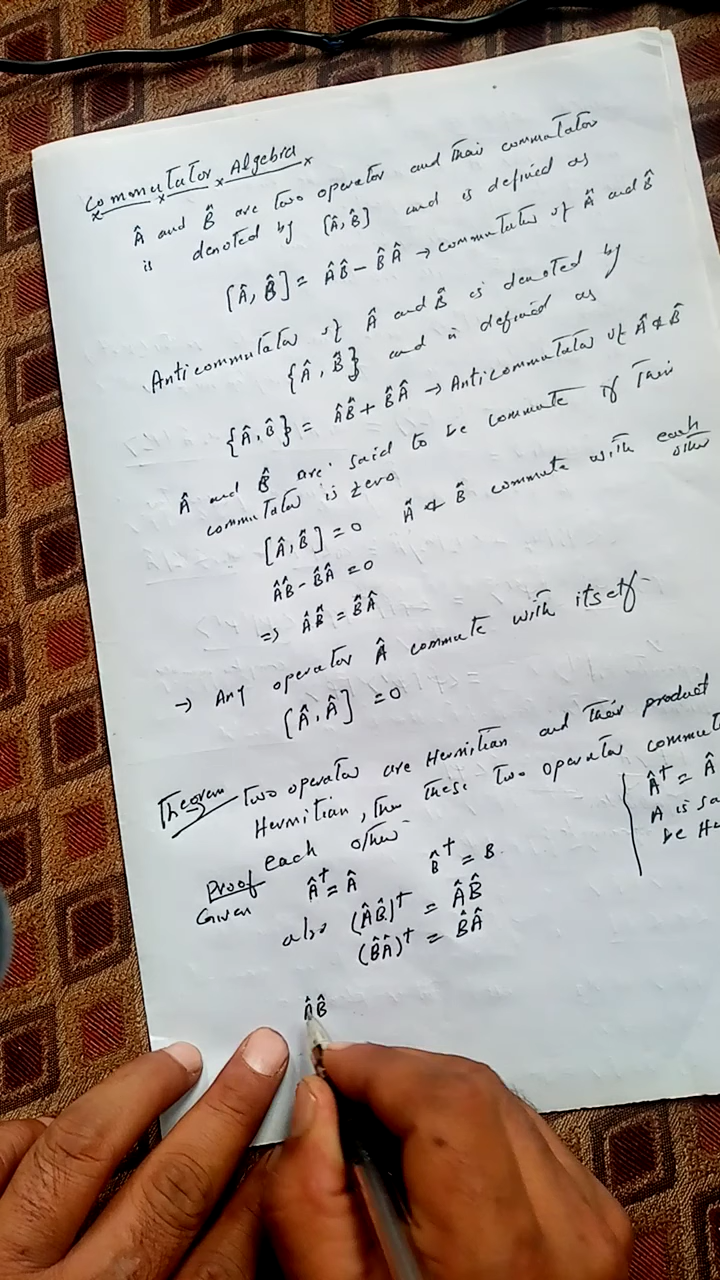 Commutator Algebra
Â and B̂ are two operator and their commutator
is denoted by [Â,B̂] and is defined as
[Â, B̂] = ÂB̂ - B̂Â → commutator of Â and B̂
Anticommutator of Â and B̂ is denoted by
{Â, B̂} and is defined as
{Â, B̂} = ÂB̂ + B̂Â → Anticommutator of Â & B̂
Â and B̂ are said to be commute if their
commutator is zero
[Â,B̂] = 0 Â & B̂ commute with each other
ÂB̂ - B̂Â = 0
=> ÂB̂ = B̂Â
→ Any operator Â commute with itself
[Â, Â] = 0
Theoram Two operator are Hermitian and their product
Hermitian, then these two operator commut
each other
Â† = Â
A is sa
be He
Proof
Given Â† = Â B̂† = B
also (ÂB̂)† = ÂB̂
(B̂Â)† = B̂Â
ÂB̂